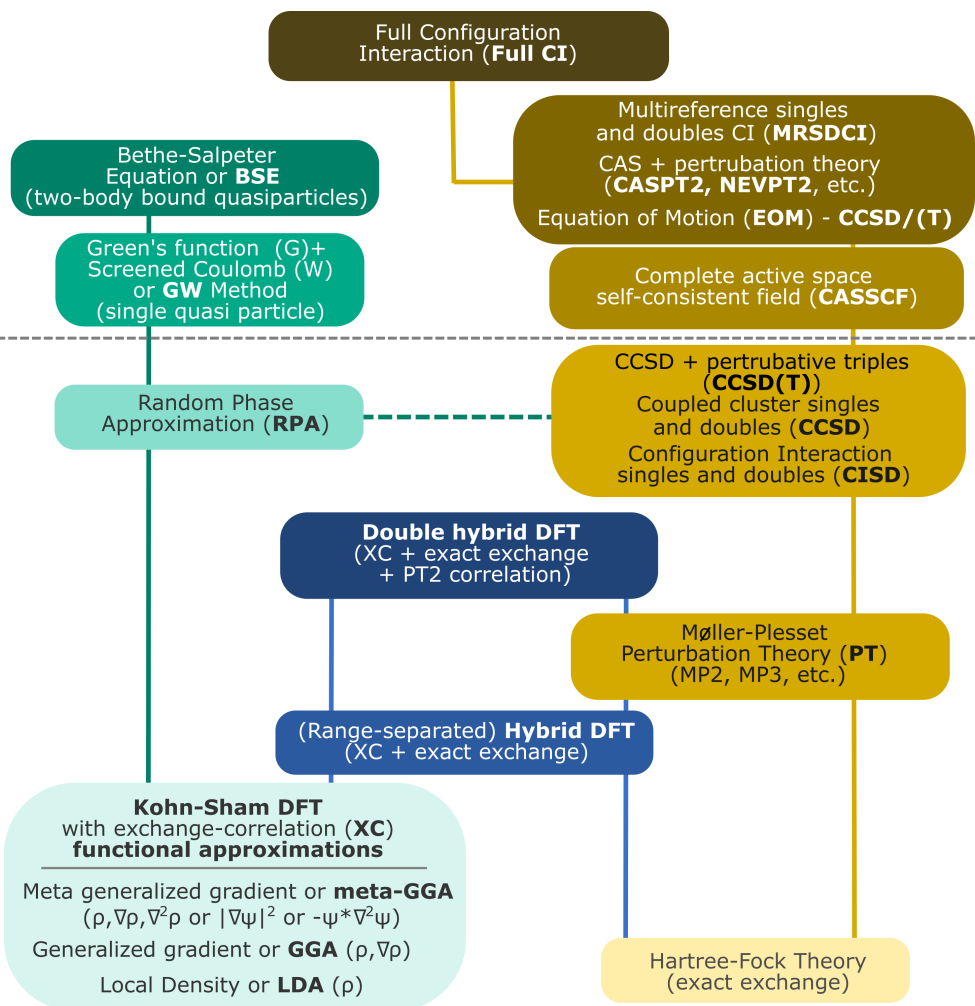 Full Configuration
Interaction (Full CI)
Multireference singles
and doubles CI (MRSDCI)
CAS + pertrubation theory
(CASPT2, NEVPT2, etc.)
Equation of Motion (EOM) - CCSD/(T)
Bethe-Salpeter
Equation or BSE
(two-body bound quasiparticles)
Green's function (G)+
Screened Coulomb (W)
or GW Method
(single quasi particle)
Complete active space
self-consistent field (CASSCF)
CCSD + pertrubative triples
(CCSD(T))
Coupled cluster singles
and doubles (CCSD)
Configuration Interaction
singles and doubles (CISD)
Random Phase
Approximation (RPA)
Double hybrid DFT
(XC + exact exchange
+ PT2 correlation)
Møller-Plesset
Perturbation Theory (PT)
(MP2, MP3, etc.)
(Range-separated) Hybrid DFT
(XC + exact exchange)
Kohn-Sham DFT
with exchange-correlation (XC)
functional approximations
Meta generalized gradient or meta-GGA
(ρ,∇ρ,∇²ρ or |∇ψ|² or -ψ*∇²ψ)
Generalized gradient or GGA (ρ,∇ρ)
Local Density or LDA (ρ)
Hartree-Fock Theory
(exact exchange)